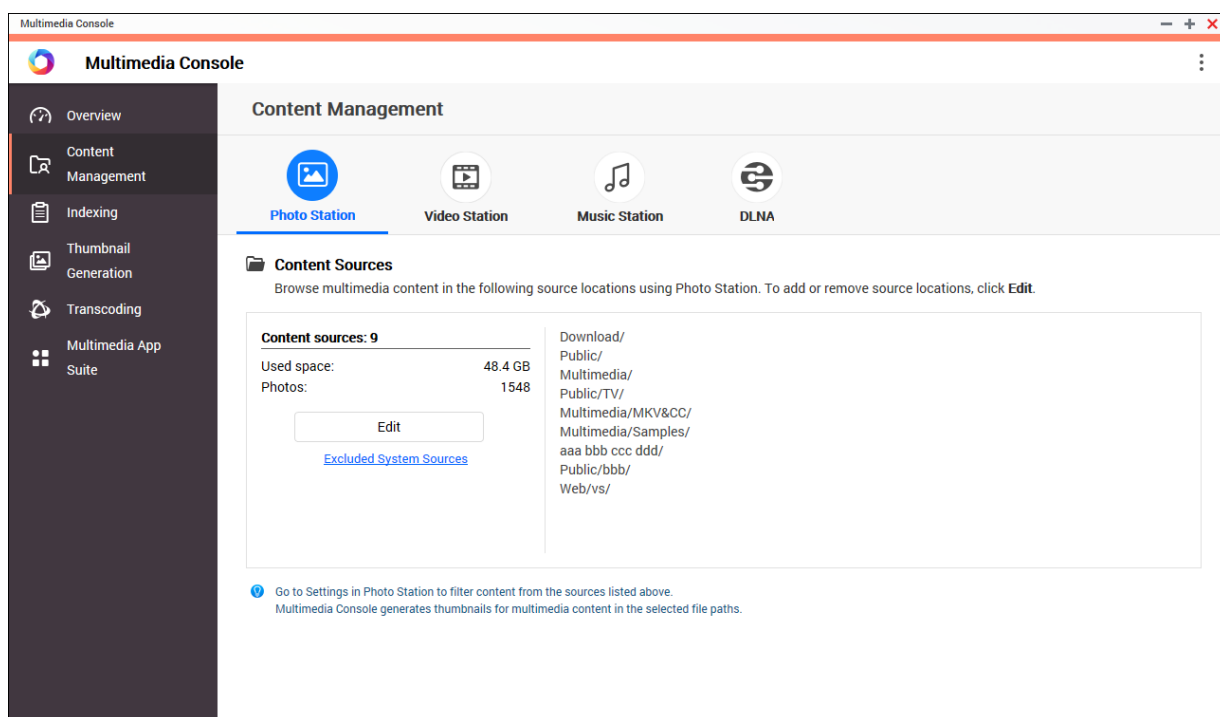 Multimedia Console
Multimedia Console
Overview
Content
Management
Indexing
Thumbnail
Generation
Transcoding
Multimedia App
Suite
Content Management
Photo Station
Video Station
Music Station
DLNA
Content Sources
Browse multimedia content in the following source locations using Photo Station. To add or remove source locations, click Edit.
Content sources: 9
Used space: 48.4 GB
Photos: 1548
Edit
Excluded System Sources
Download/
Public/
Multimedia/
Public/TV/
Multimedia/MKV&CC/
Multimedia/Samples/
aaa bbb ccc ddd/
Public/bbb/
Web/vs/
Go to Settings in Photo Station to filter content from the sources listed above.
Multimedia Console generates thumbnails for multimedia content in the selected file paths.